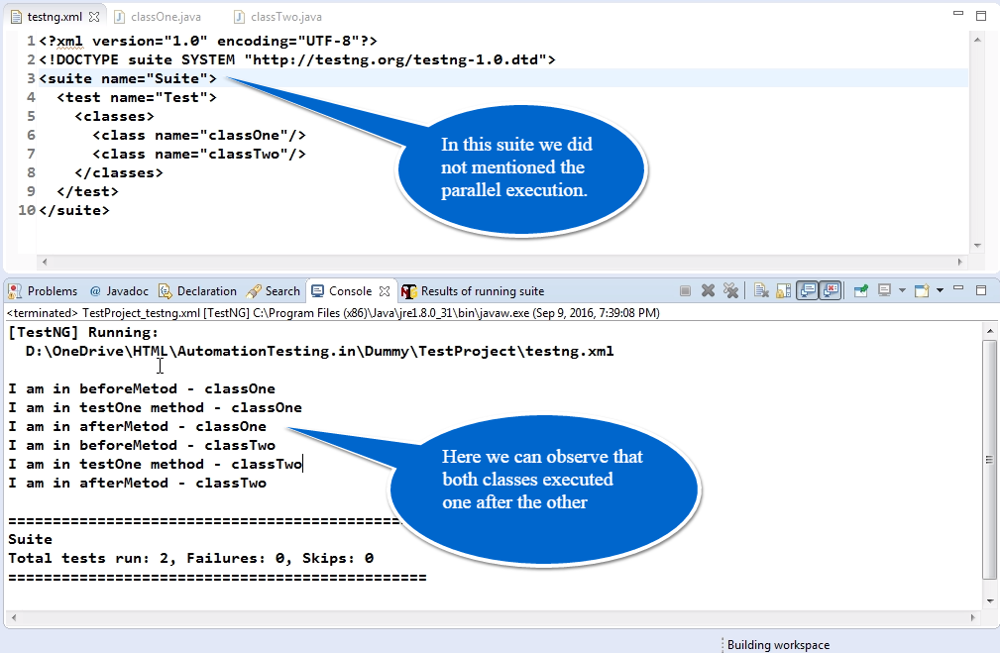 testng.xml classOne.java classTwo.java
1 <?xml version="1.0" encoding="UTF-8"?>
2 <!DOCTYPE suite SYSTEM "http://testng.org/testng-1.0.dtd">
3 <suite name="Suite">
4 <test name="Test">
5 <classes>
6 <class name="classOne"/>
7 <class name="classTwo"/>
8 </classes>
9 </test>
10 </suite>
In this suite we did
not mentioned the
parallel execution.
Problems @ Javadoc Declaration Search Console Results of running suite
<terminated> TestProject_testng.xml [TestNG] C:\Program Files (x86)\Java\jre1.8.0_31\bin\javaw.exe (Sep 9, 2016, 7:39:08 PM)
[TestNG] Running:
D:\OneDrive\HTML\AutomationTesting.in\Dummy\TestProject\testng.xml
I am in beforeMetod - classOne
I am in testOne method - classOne
I am in afterMetod - classOne
I am in beforeMetod - classTwo
I am in testOne method - classTwo
I am in afterMetod - classTwo
Here we can observe that
both classes executed
one after the other
============================================
Suite
Total tests run: 2, Failures: 0, Skips: 0
===============================================
Building workspace